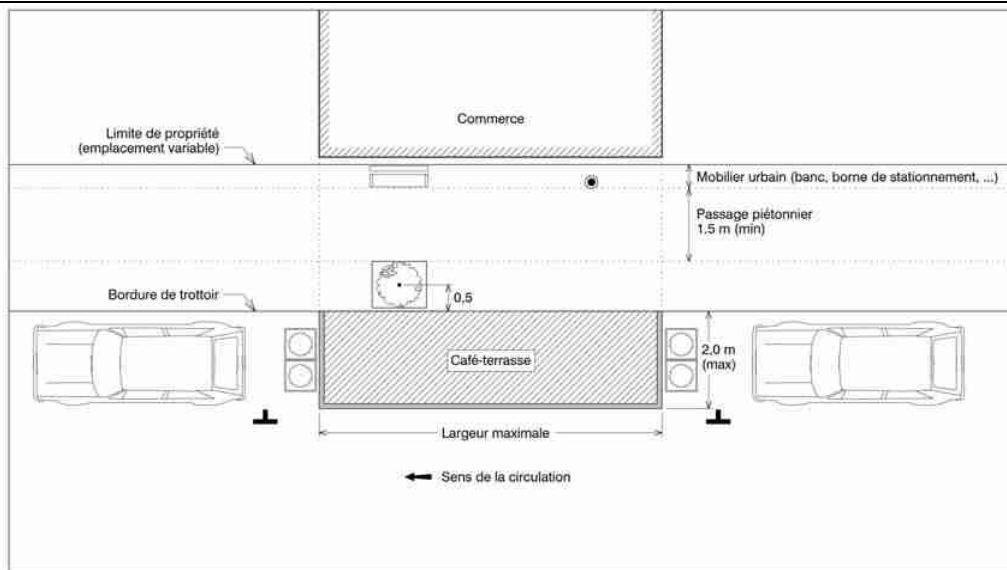 Commerce
Limite de propriété
(emplacement variable)
Mobilier urbain (banc, borne de stationnement, ...)
Passage piétonnier
1.5 m (min)
Bordure de trottoir
0,5
Café-terrasse
2,0 m
(max)
Largeur maximale
Sens de la circulation